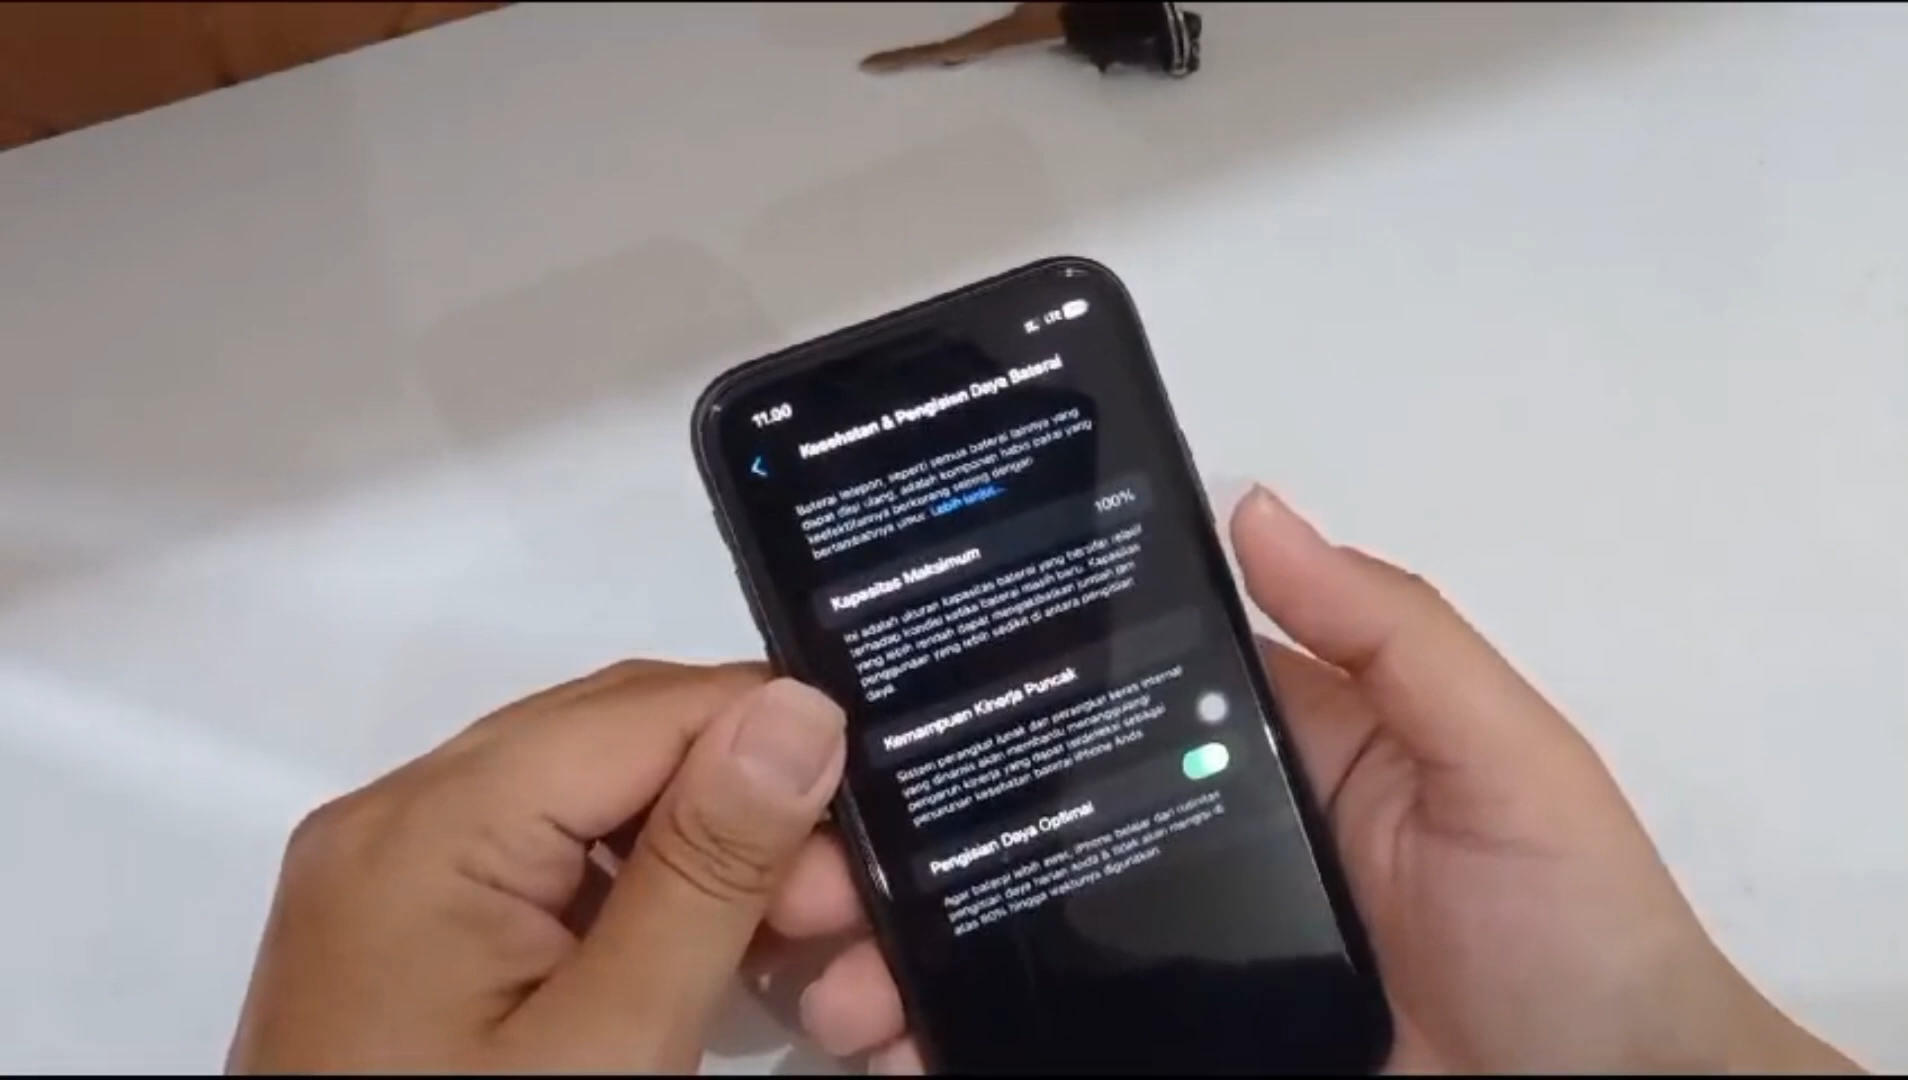 11.00
LTE
Kesehatan & Pengisian Daya Baterai
Baterai telepon, seperti semua baterai lainnya yang
dapat diisi ulang, adalah komponen habis pakai yang
keefektifannya berkurang seiring dengan
bertambahnya umur. Lebih lanjut...
Kapasitas Maksimum 100%
Ini adalah ukuran kapasitas baterai yang bersifat relatif
terhadap kondisi ketika baterai masih baru. Kapasitas
yang lebih rendah dapat mengakibatkan jumlah jam
penggunaan yang lebih sedikit di antara pengisian
daya.
Kemampuan Kinerja Puncak
Sistem perangkat lunak dan perangkat keras internal
yang dinamis akan membantu menanggulangi
pengaruh kinerja yang dapat terdeteksi sebagai
penurunan kesehatan baterai iPhone Anda
Pengisian Daya Optimal
Agar baterai lebih awet, iPhone belajar dari rutinitas
pengisian daya harian Anda & tidak akan mengisi di
atas 80% hingga waktunya digunakan.